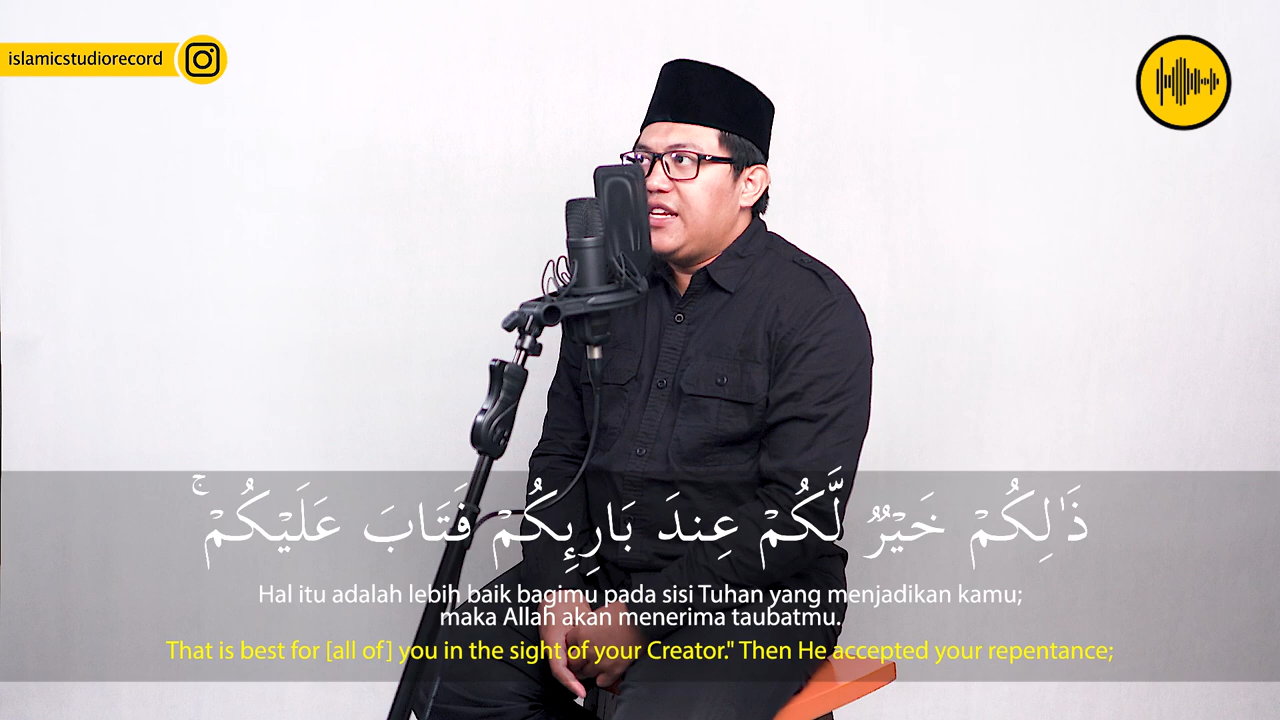 islamicstudiorecord
ذَٰلِكُمْ خَيْرٌ لَّكُمْ عِندَ بَارِئِكُمْ فَتَابَ عَلَيْكُمْ ۚ
Hal itu adalah lebih baik bagimu pada sisi Tuhan yang menjadikan kamu;
maka Allah akan menerima taubatmu.
That is best for [all of] you in the sight of your Creator." Then He accepted your repentance;